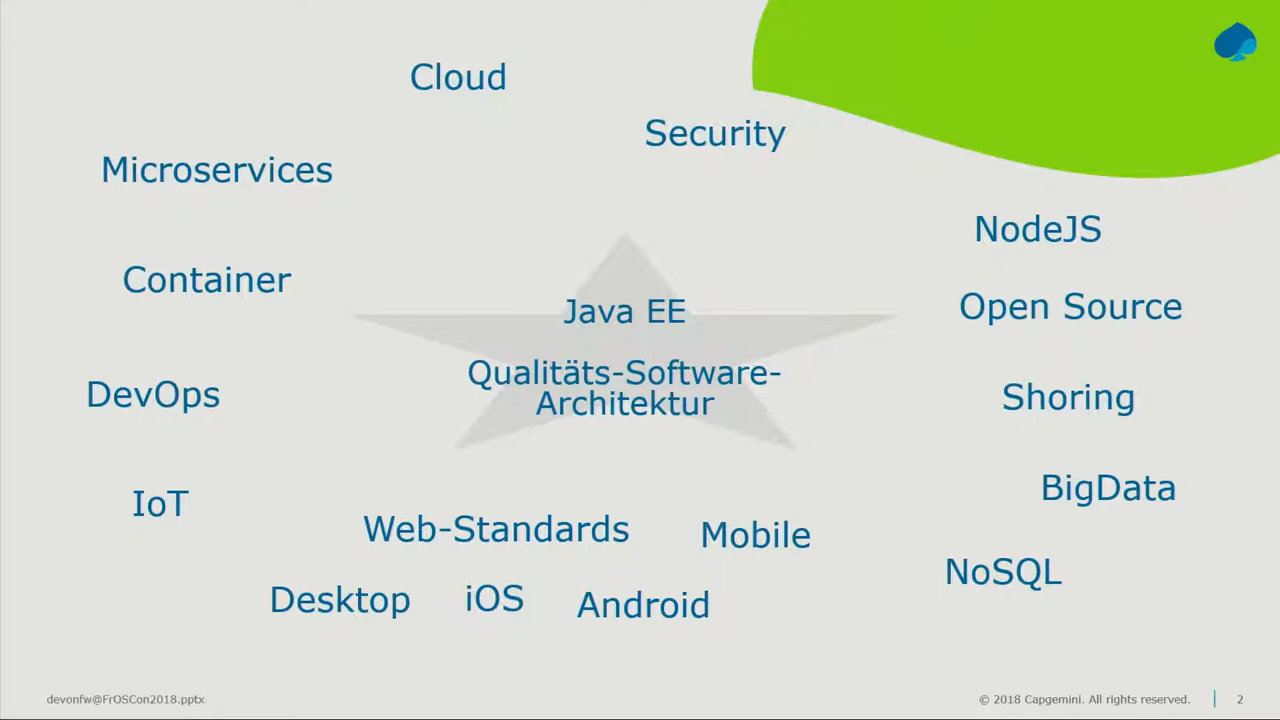 Cloud
Security
Microservices
NodeJS
Container
Open Source
Java EE
Qualitäts-Software-
Architektur
DevOps
Shoring
BigData
IoT
Web-Standards
Mobile
NoSQL
Desktop
iOS
Android
devonfw@FrOSCon2018.pptx
© 2018 Capgemini. All rights reserved.
2